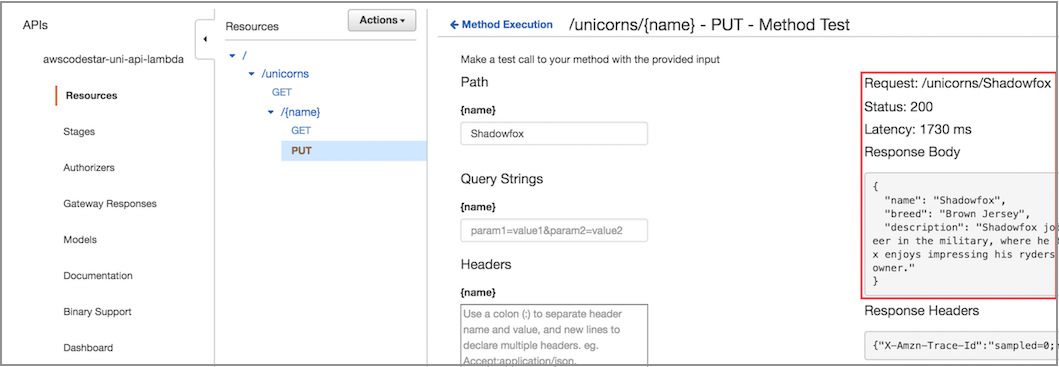 APIs
awscodestar-uni-api-lambda
Resources
Stages
Authorizers
Gateway Responses
Models
Documentation
Binary Support
Dashboard
Resources
Actions
/
/unicorns
GET
/{name}
GET
PUT
Method Execution
/unicorns/{name} - PUT - Method Test
Make a test call to your method with the provided input
Path
{name}
Shadowfox
Query Strings
{name}
param1=value1&param2=value2
Headers
{name}
Use a colon (:) to separate header
name and value, and new lines to
declare multiple headers. eg.
Accept:application/json.
Request: /unicorns/Shadowfox
Status: 200
Latency: 1730 ms
Response Body
{
"name": "Shadowfox",
"breed": "Brown Jersey",
"description": "Shadowfox jo
eer in the military, where he
x enjoys impressing his ryders
owner."
}
Response Headers
{"X-Amzn-Trace-Id":"sampled=0;